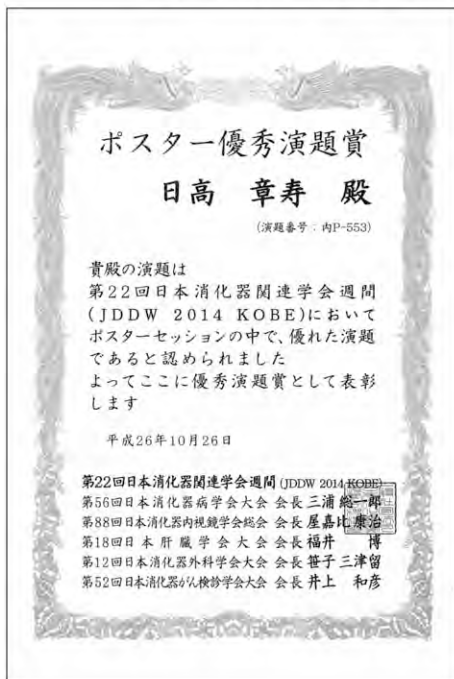 ポスター優秀演題賞
日高 章寿 殿
(演題番号：内P-553)
貴殿の演題は
第22回日本消化器関連学会週間
(JDDW 2014 KOBE)において
ポスターセッションの中で、優れた演題
であると認められました
よってここに優秀演題賞として表彰
します
平成26年10月26日
第22回日本消化器関連学会週間 (JDDW 2014 KOBE)
第56回日本消化器病学会大会 会長 三浦 総一郎
第88回日本消化器内視鏡学会総会 会長 屋嘉比 康治
第18回日本肝臓学会大会 会長 福井 博
第12回日本消化器外科学会大会 会長 笹子 三津留
第52回日本消化器がん検診学会大会 会長 井上 和彦